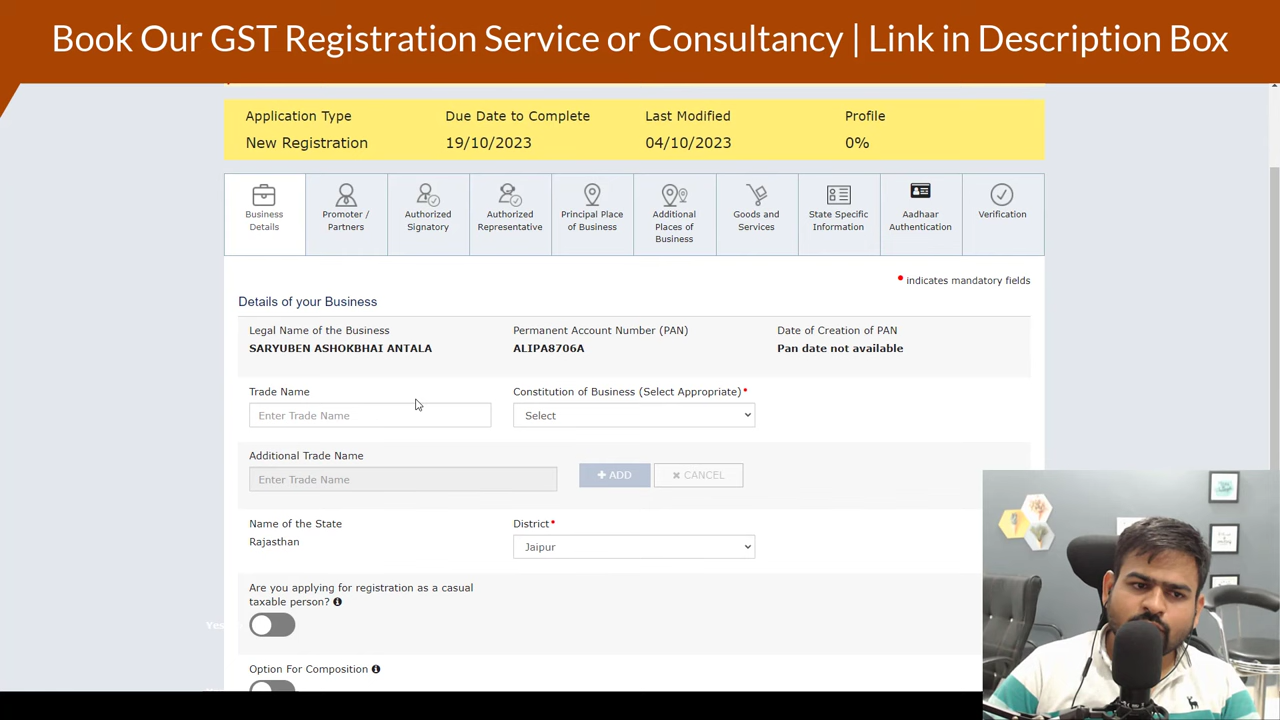 Book Our GST Registration Service or Consultancy | Link in Description Box
Application Type Due Date to Complete Last Modified Profile
New Registration 19/10/2023 04/10/2023 0%
Business Details
Promoter / Partners
Authorized Signatory
Authorized Representative
Principal Place of Business
Additional Places of Business
Goods and Services
State Specific Information
Aadhaar Authentication
Verification
• indicates mandatory fields
Details of your Business
Legal Name of the Business Permanent Account Number (PAN) Date of Creation of PAN
SARYUBEN ASHOKBHAI ANTALA ALIPA8706A Pan date not available
Trade Name Constitution of Business (Select Appropriate)•
Enter Trade Name Select
Additional Trade Name
Enter Trade Name + ADD ✖ CANCEL
Name of the State District•
Rajasthan Jaipur
Are you applying for registration as a casual
taxable person?
Yes
Option For Composition